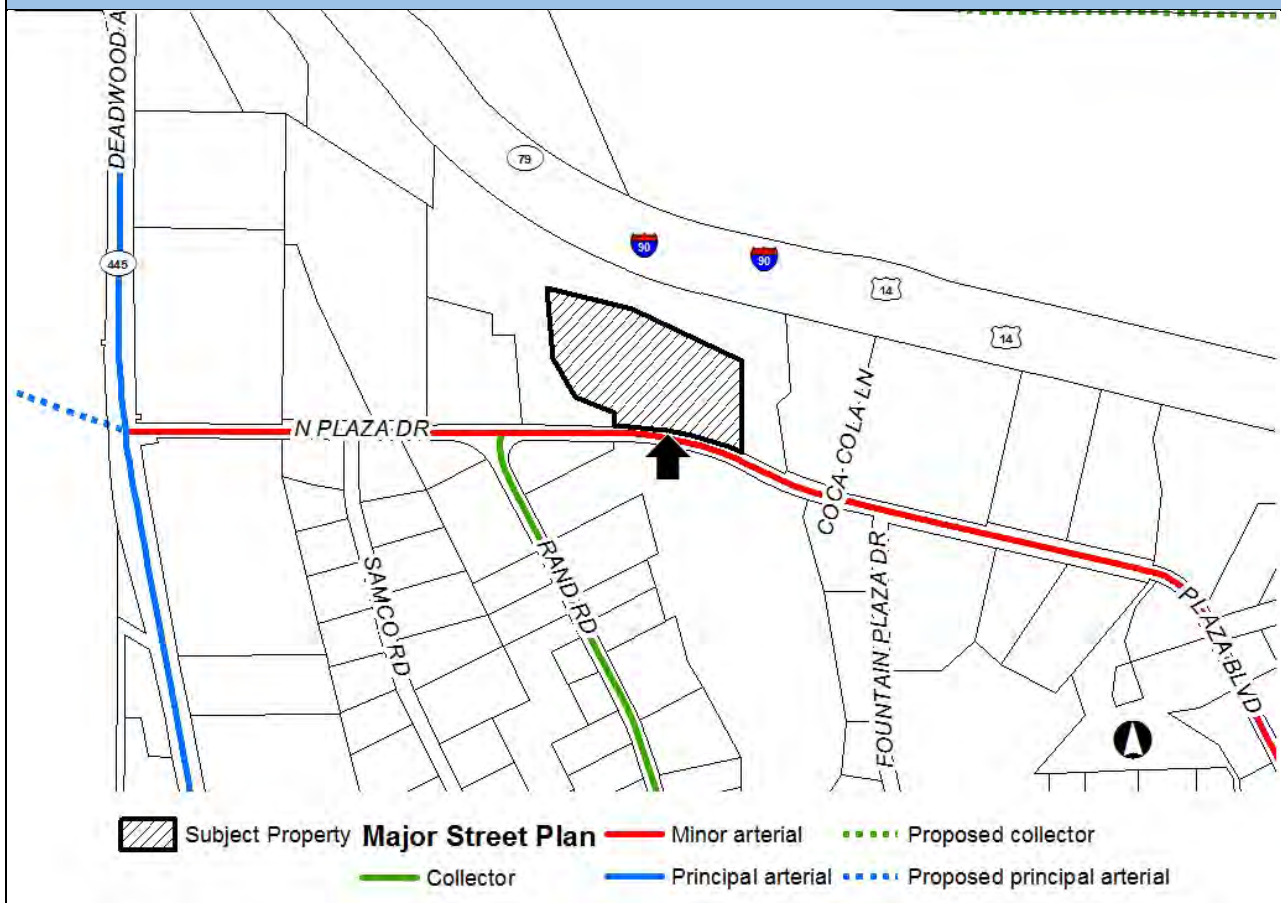 DEADWOOD A
79
90
90
445
14
14
N PLAZA DR
COCA-COLA LN
SAMCO RD
RAND RD
FOUNTAIN PLAZA DR
PLAZA BLVD
Subject Property
Major Street Plan
Minor arterial
Proposed collector
Collector
Principal arterial
Proposed principal arterial